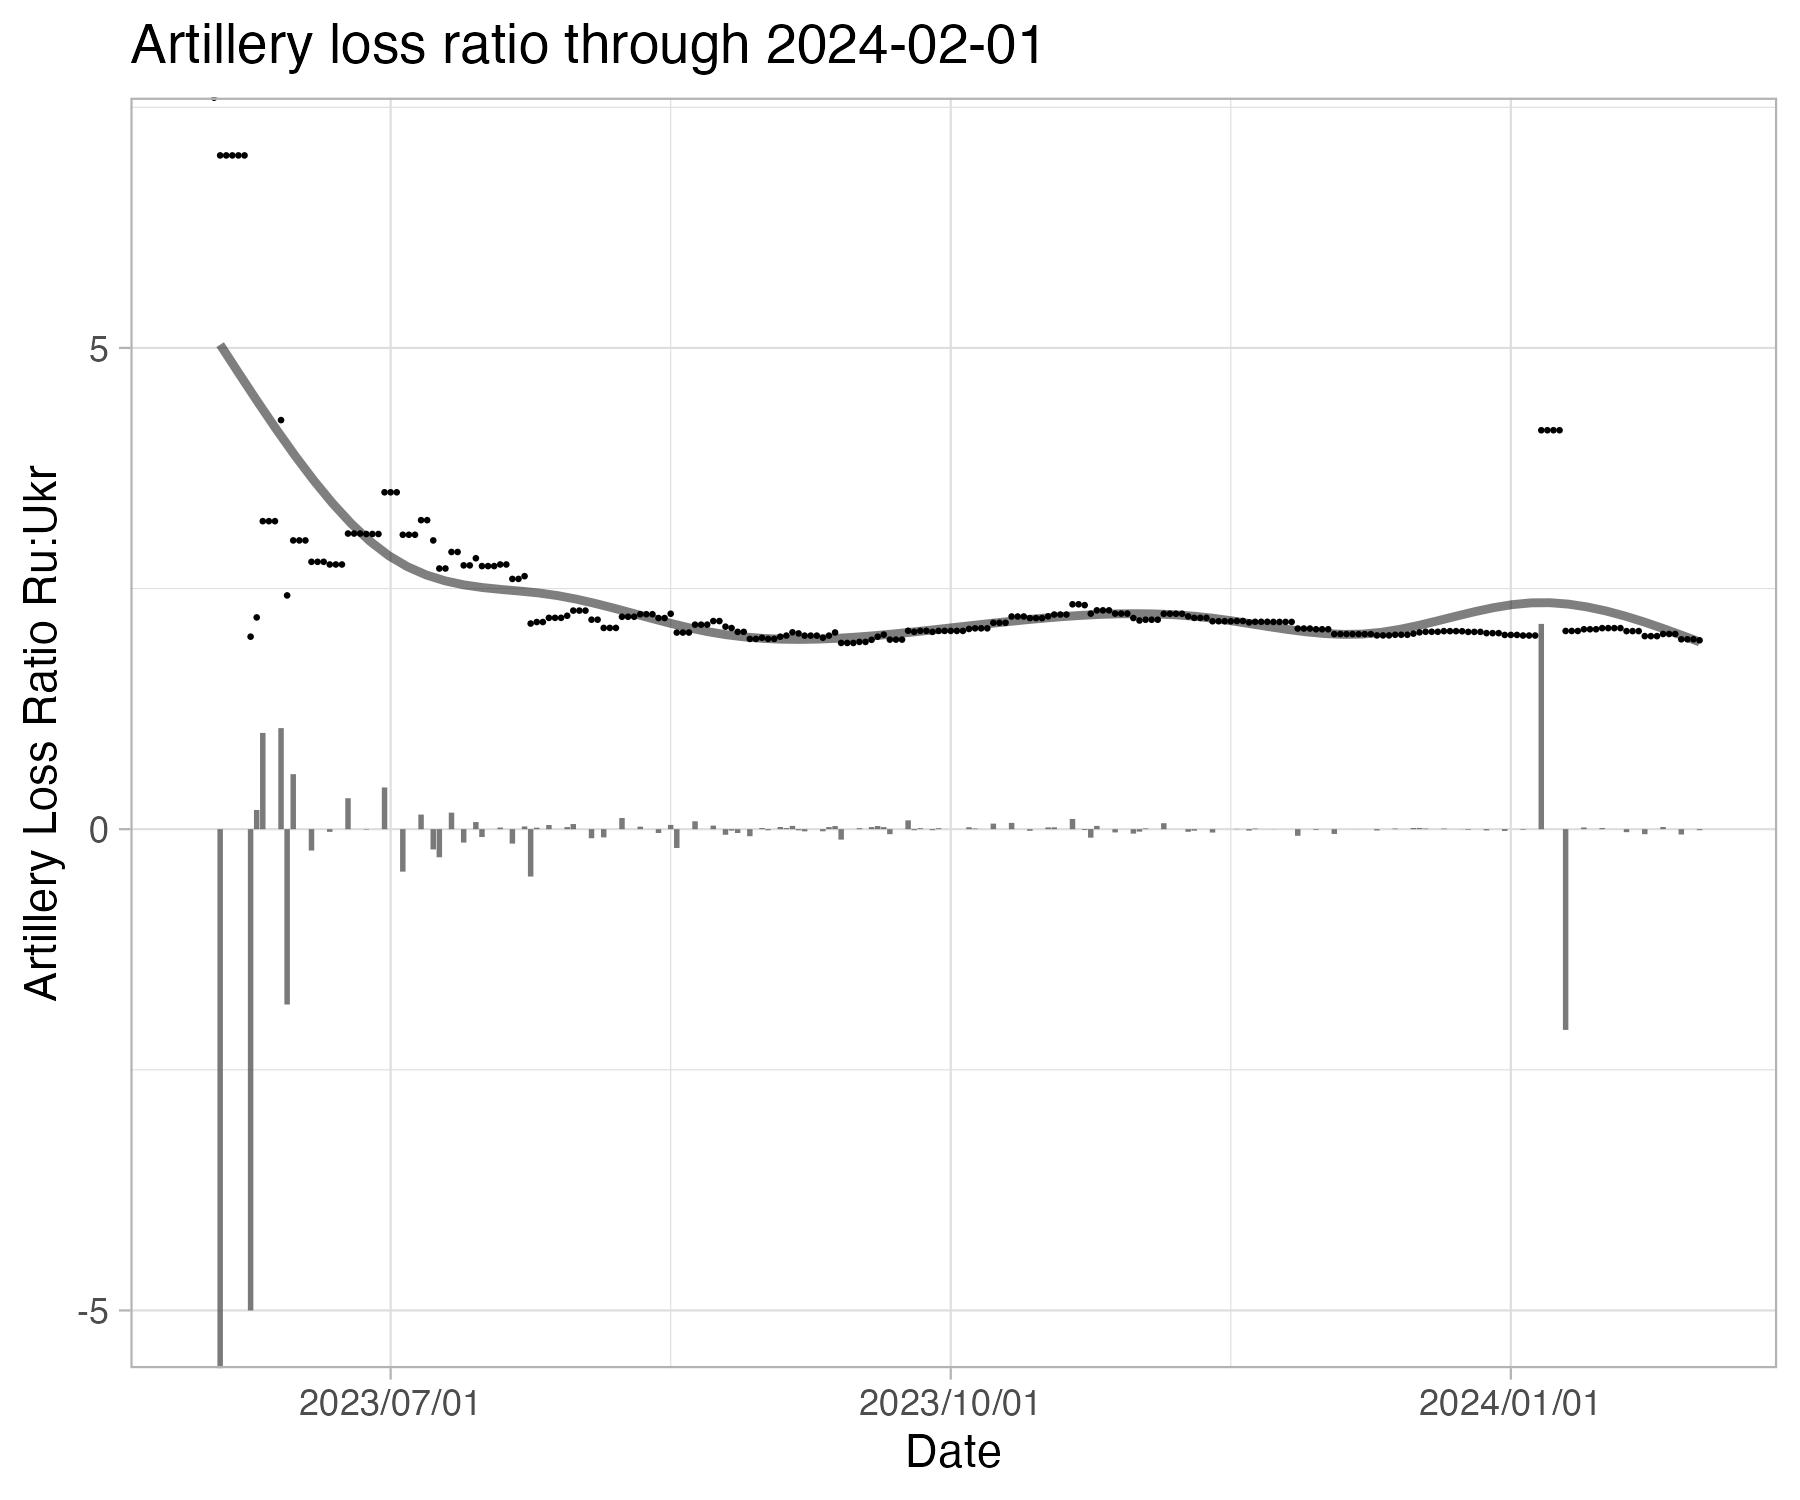 Artillery loss ratio through 2024-02-01
Artillery Loss Ratio Ru:Ukr
5
0
-5
2023/07/01
2023/10/01
2024/01/01
Date